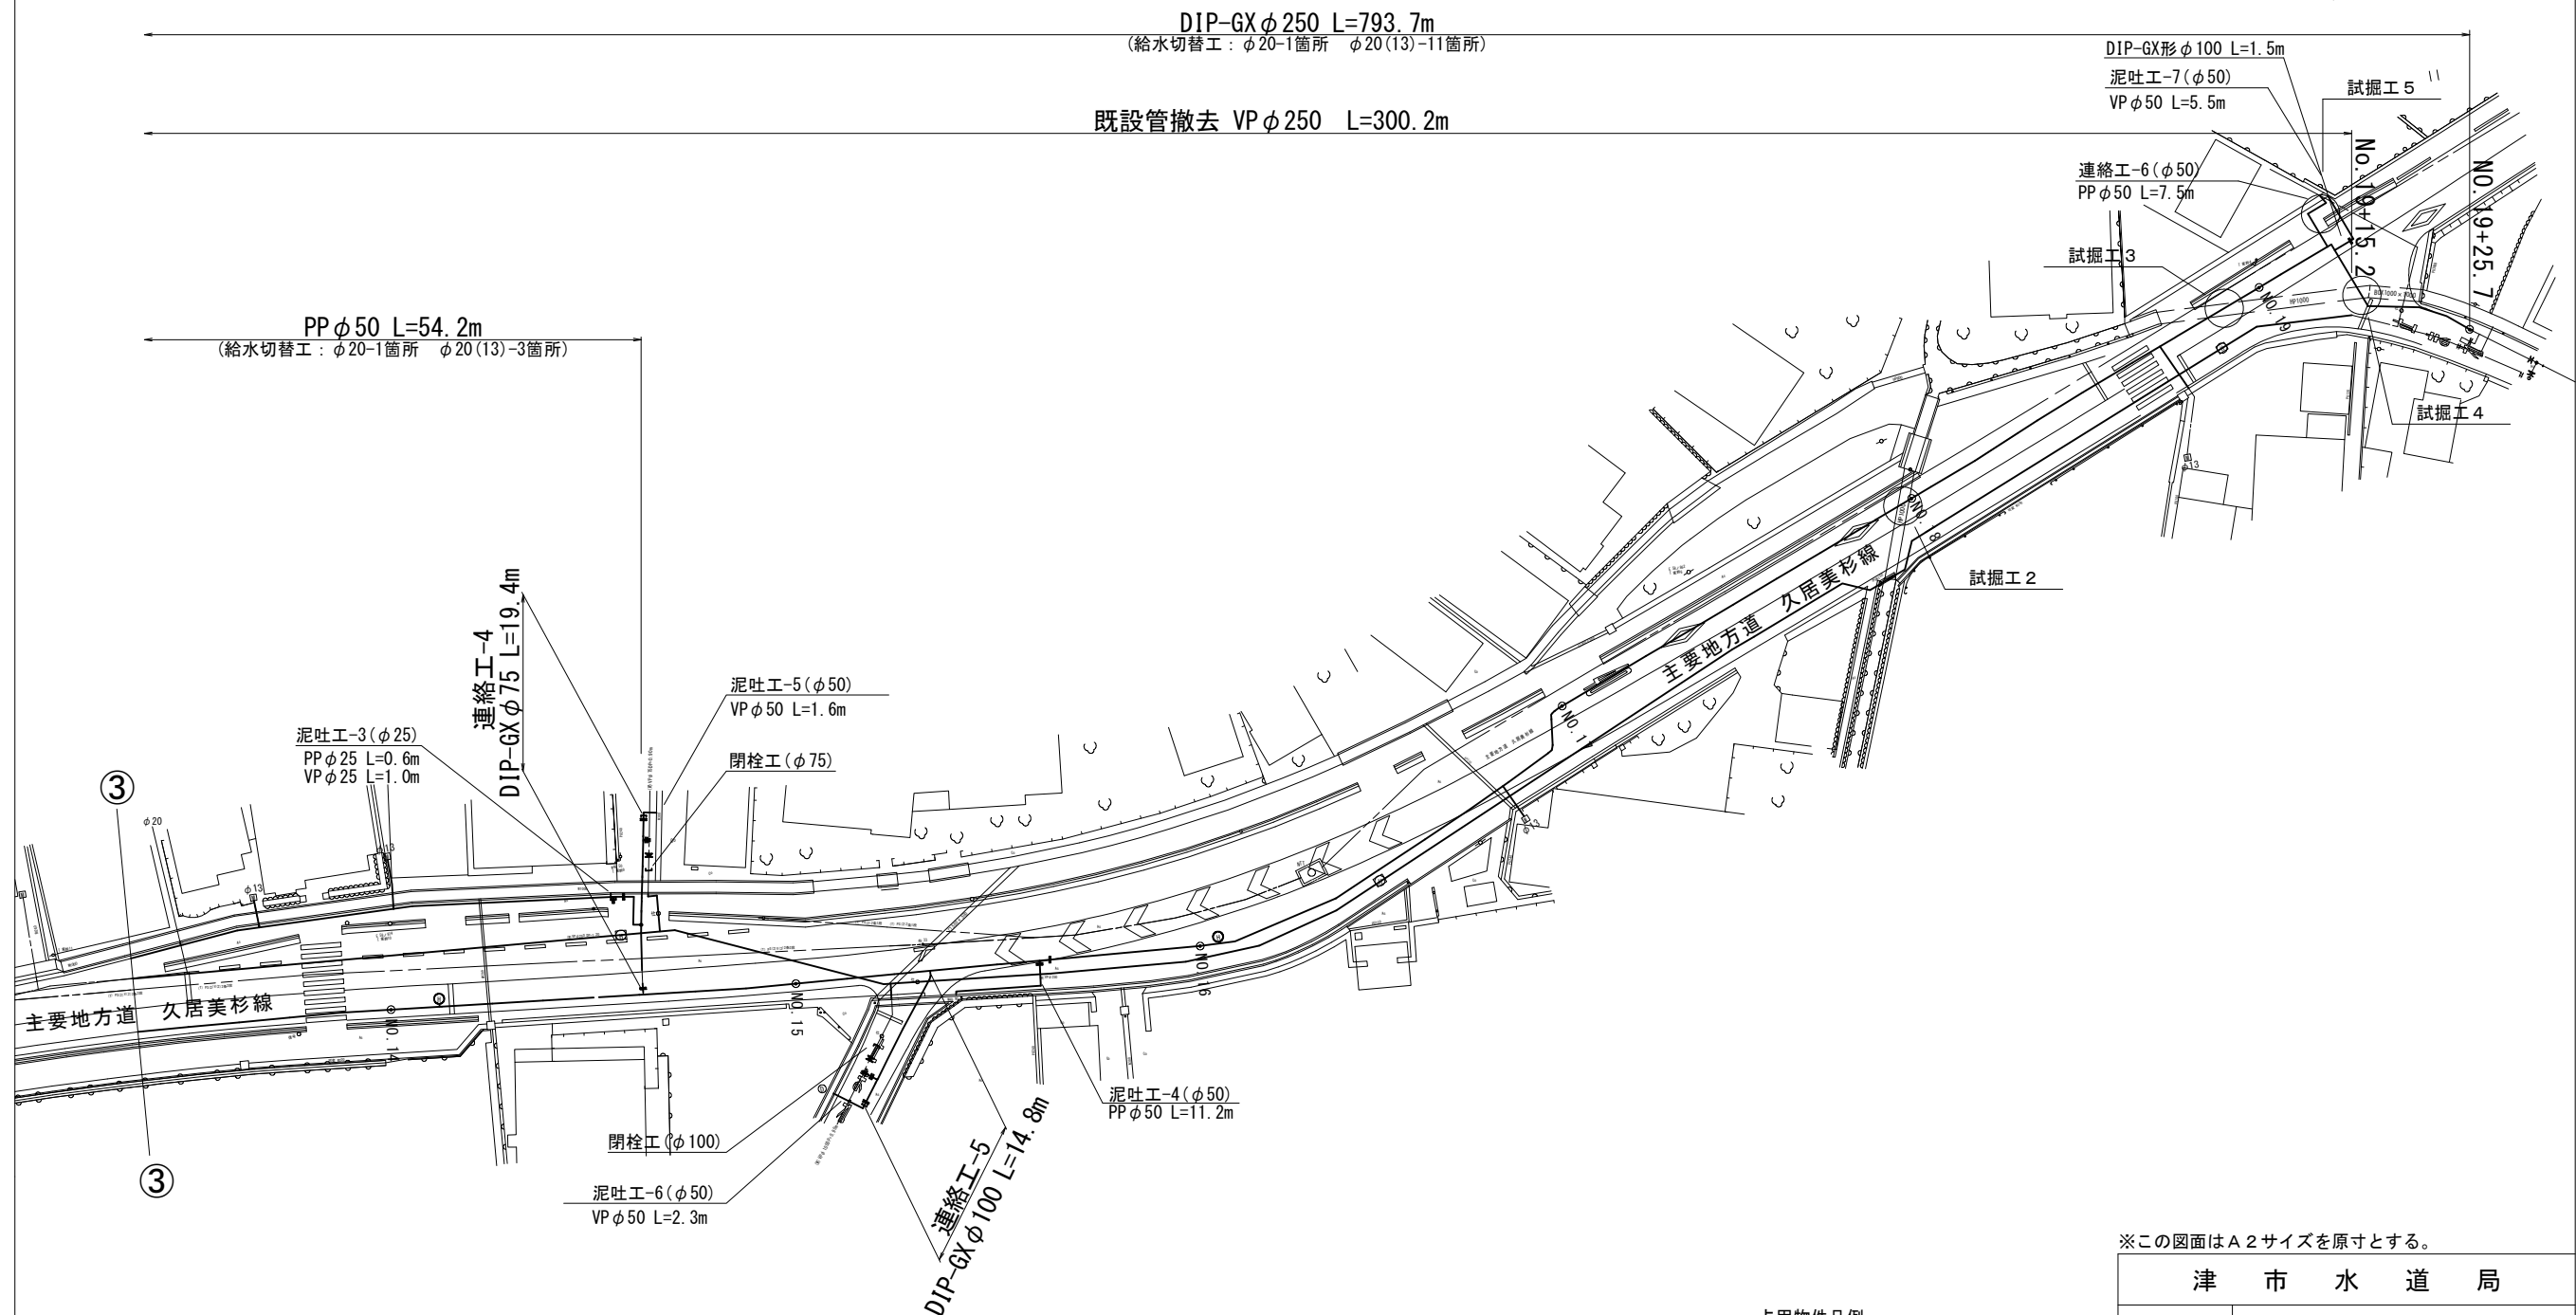 DIP-GXφ250 L=793.7m
(給水切替工：φ20-1箇所　φ20(13)-11箇所)
DIP-GX形φ100 L=1.5m
泥吐工-7(φ50)
VPφ50 L=5.5m
試掘工5
既設管撤去 VPφ250　L=300.2m
No.19+15.2
NO.19+25.7
連絡工-6(φ50)
PPφ50 L=7.5m
試掘工3
NO.19
HP1000
試掘工4
PPφ50 L=54.2m
(給水切替工：φ20-1箇所　φ20(13)-3箇所)
φ13
HP1000
試掘工2
主要地方道　久居美杉線
連絡工-4
DIP-GXφ75 L=19.4m
泥吐工-5(φ50)
VPφ50 L=1.6m
泥吐工-3(φ25)
PPφ25 L=0.6m
VPφ25 L=1.0m
閉栓工(φ75)
③
φ20
φ13
φ13
主要地方道　久居美杉線
NO.14
NO.15
NO.16
泥吐工-4(φ50)
PPφ50 L=11.2m
閉栓工(φ100)
③
泥吐工-6(φ50)
VPφ50 L=2.3m
連絡工-5
DIP-GXφ100 L=14.8m
※この図面はA2サイズを原寸とする。
津市水道局
占用物件凡例